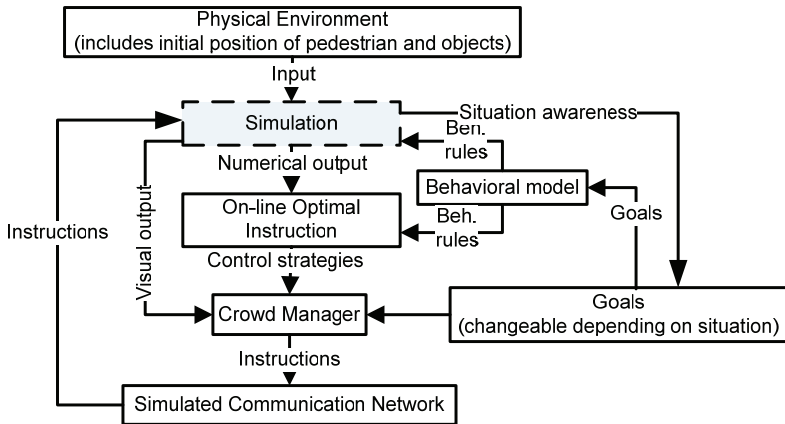 Physical Environment
(includes initial position of pedestrian and objects)
Input
Simulation
Situation awareness
Beh.
rules
Numerical output
Behavioral model
On-line Optimal
Instruction
Beh.
rules
Goals
Instructions
Visual output
Control strategies
Crowd Manager
Goals
(changeable depending on situation)
Instructions
Simulated Communication Network